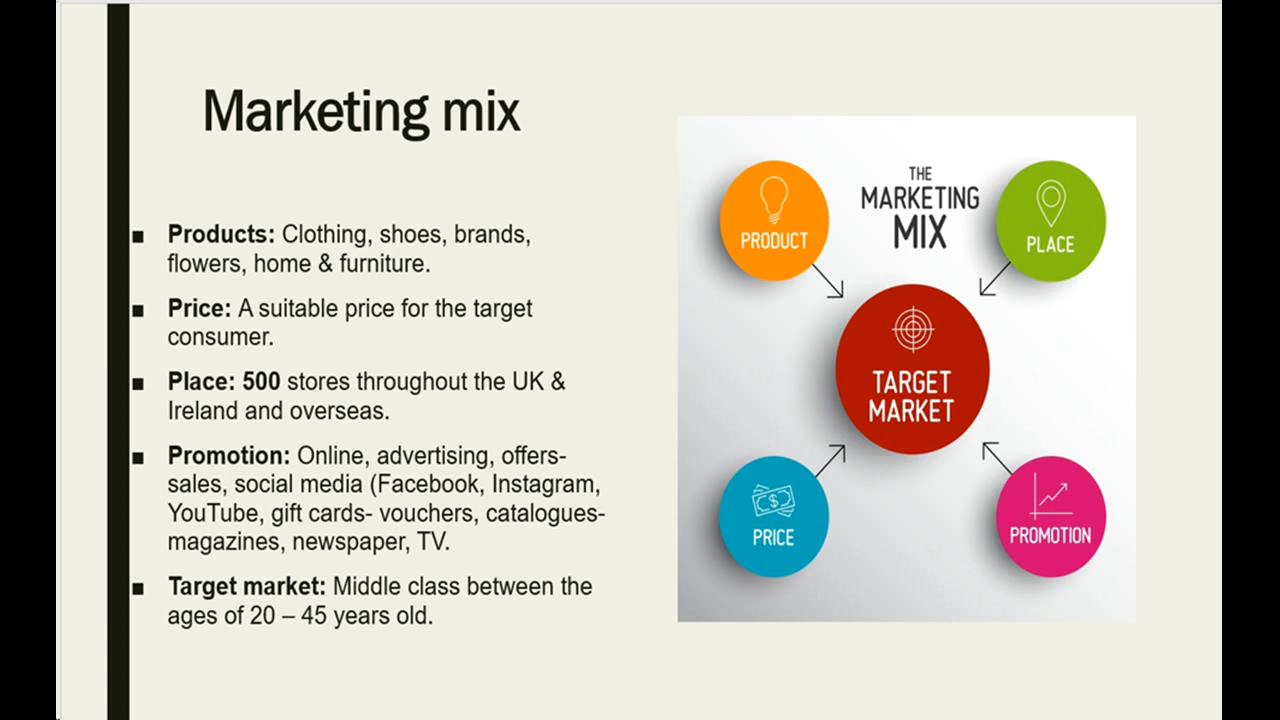 Marketing mix
■ Products: Clothing, shoes, brands,
flowers, home & furniture.
■ Price: A suitable price for the target
consumer.
■ Place: 500 stores throughout the UK &
Ireland and overseas.
■ Promotion: Online, advertising, offers-
sales, social media (Facebook, Instagram,
YouTube, gift cards- vouchers, catalogues-
magazines, newspaper, TV.
■ Target market: Middle class between the
ages of 20 – 45 years old.
THE
MARKETING
MIX
PRODUCT
PLACE
TARGET
MARKET
PRICE
PROMOTION